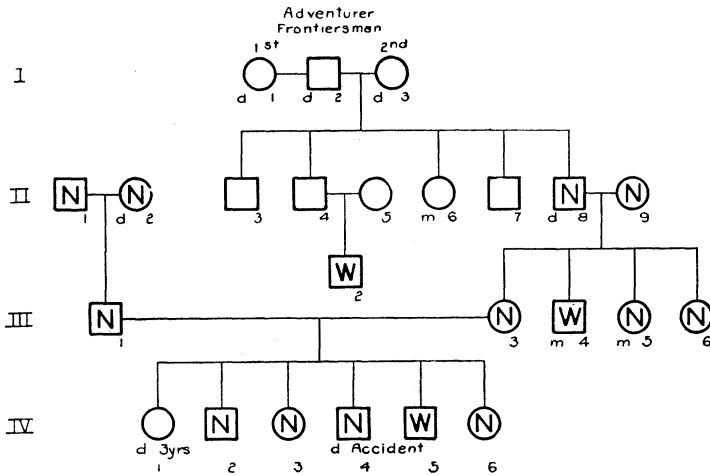 Adventurer
Frontiersman
1st 2nd
I
d 1 d 2 d 3
II N N N N
1 d 2 3 4 5 m 6 7 d 8 9
W
2
III N N W N N
1 3 m 4 m 5 6
IV N N N W N
d 3yrs d Accident
1 2 3 4 5 6